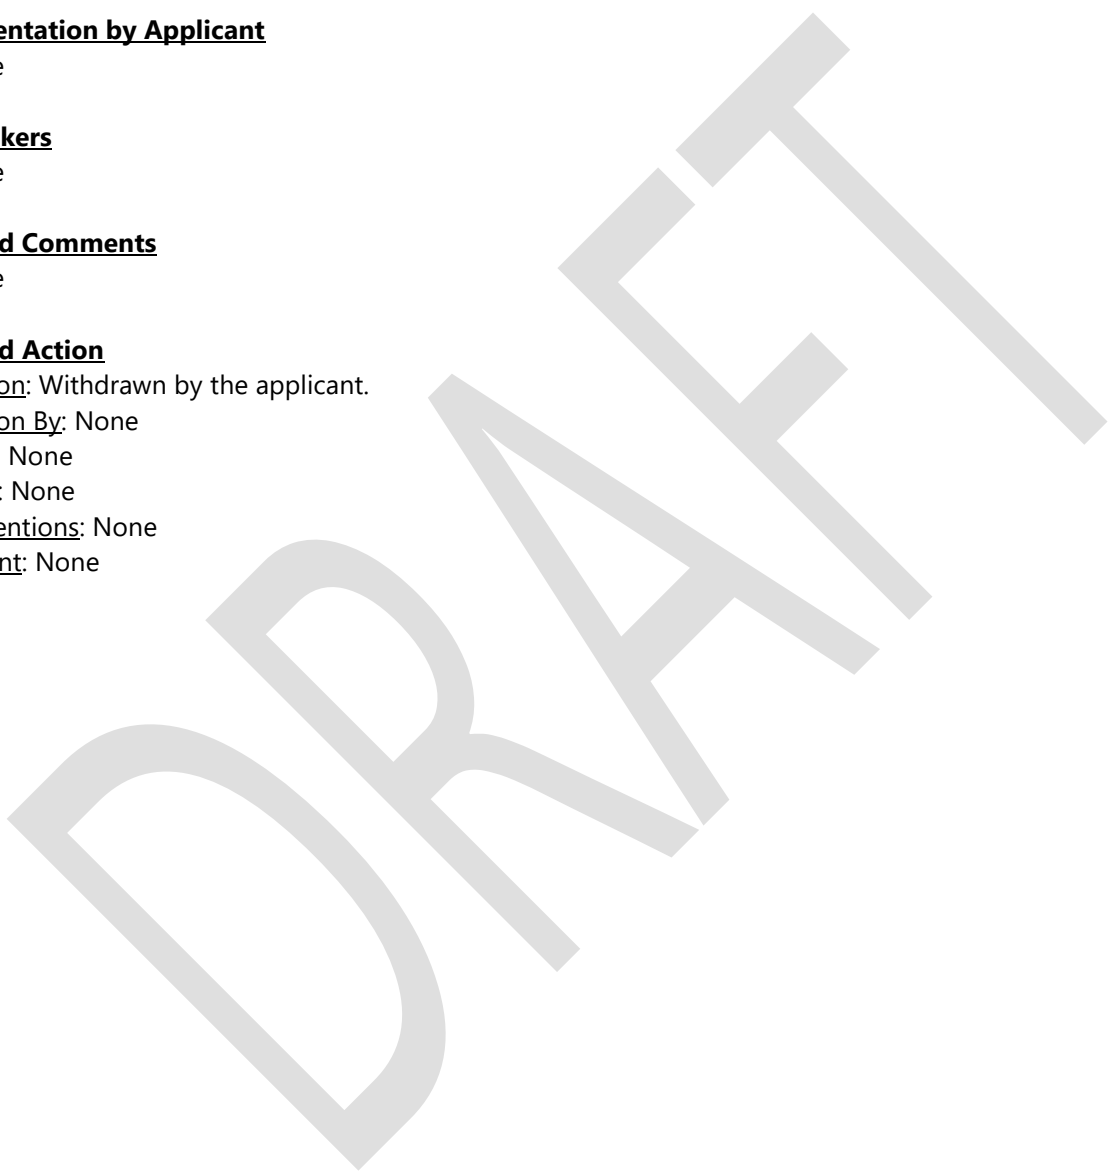 entation by Applicant
e
kers
e
d Comments
e
d Action
on: Withdrawn by the applicant.
on By: None
: None
: None
entions: None
nt: None
DRAFT